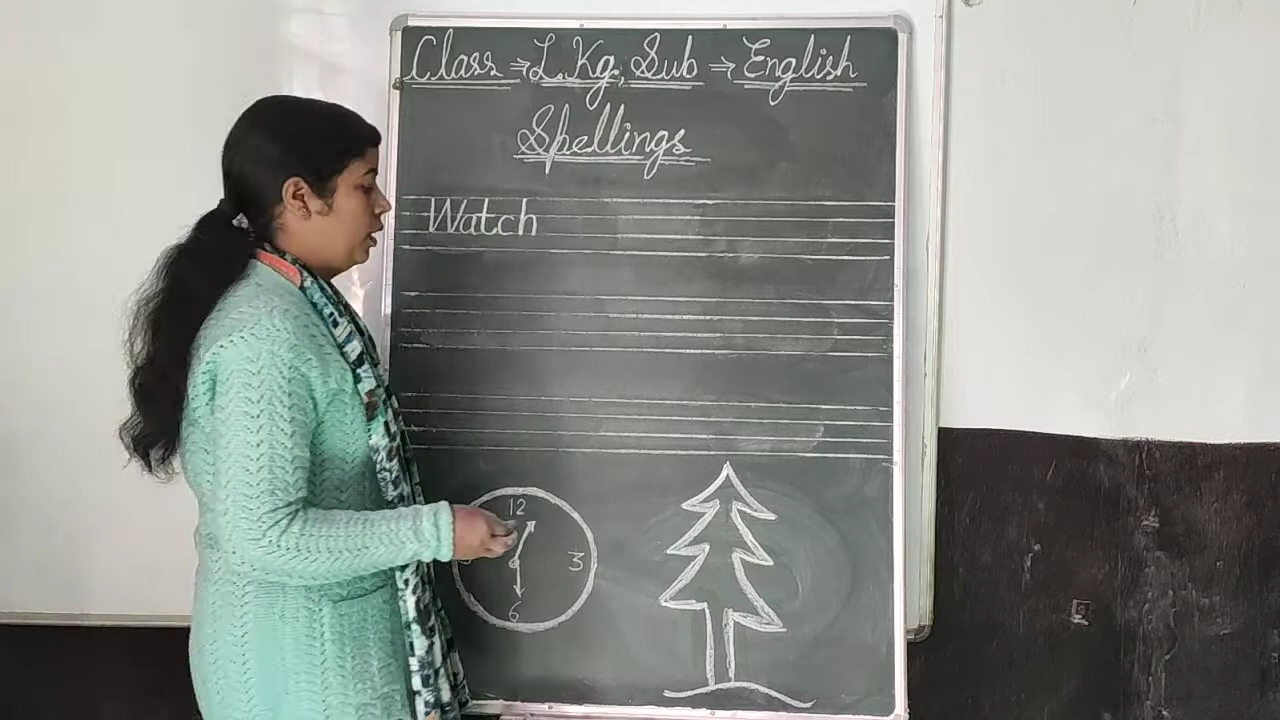 Class ⇒ L.Kg, Sub ⇒ English
Spellings
Watch
12
3
6